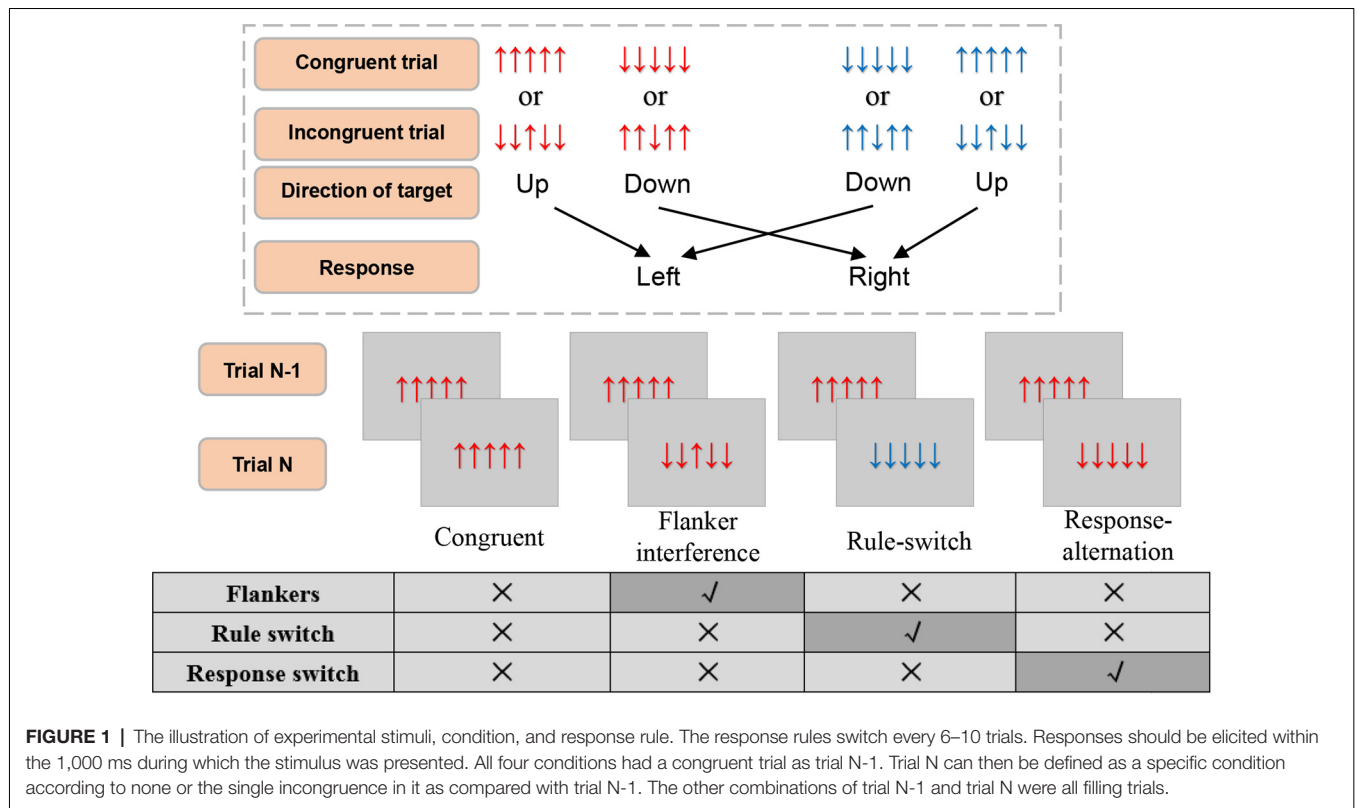 Congruent trial ↑↑↑↑↑ ↓↓↓↓↓ ↓↓↓↓↓ ↑↑↑↑↑
or or or or
Incongruent trial ↓↓↑↓↓ ↑↑↓↑↑ ↑↑↓↑↑ ↓↓↑↓↓
Direction of target Up Down Down Up
Response Left Right
Trial N-1 ↑↑↑↑↑ ↑↑↑↑↑ ↑↑↑↑↑ ↑↑↑↑↑
Trial N ↑↑↑↑↑ ↓↓↑↓↓ ↓↓↓↓↓ ↓↓↓↓↓
Congruent
Flanker
interference
Rule-switch
Response-
alternation
Flankers × √ × ×
Rule switch × × √ ×
Response switch × × × √
FIGURE 1 | The illustration of experimental stimuli, condition, and response rule. The response rules switch every 6–10 trials. Responses should be elicited within
the 1,000 ms during which the stimulus was presented. All four conditions had a congruent trial as trial N-1. Trial N can then be defined as a specific condition
according to none or the single incongruence in it as compared with trial N-1. The other combinations of trial N-1 and trial N were all filling trials.